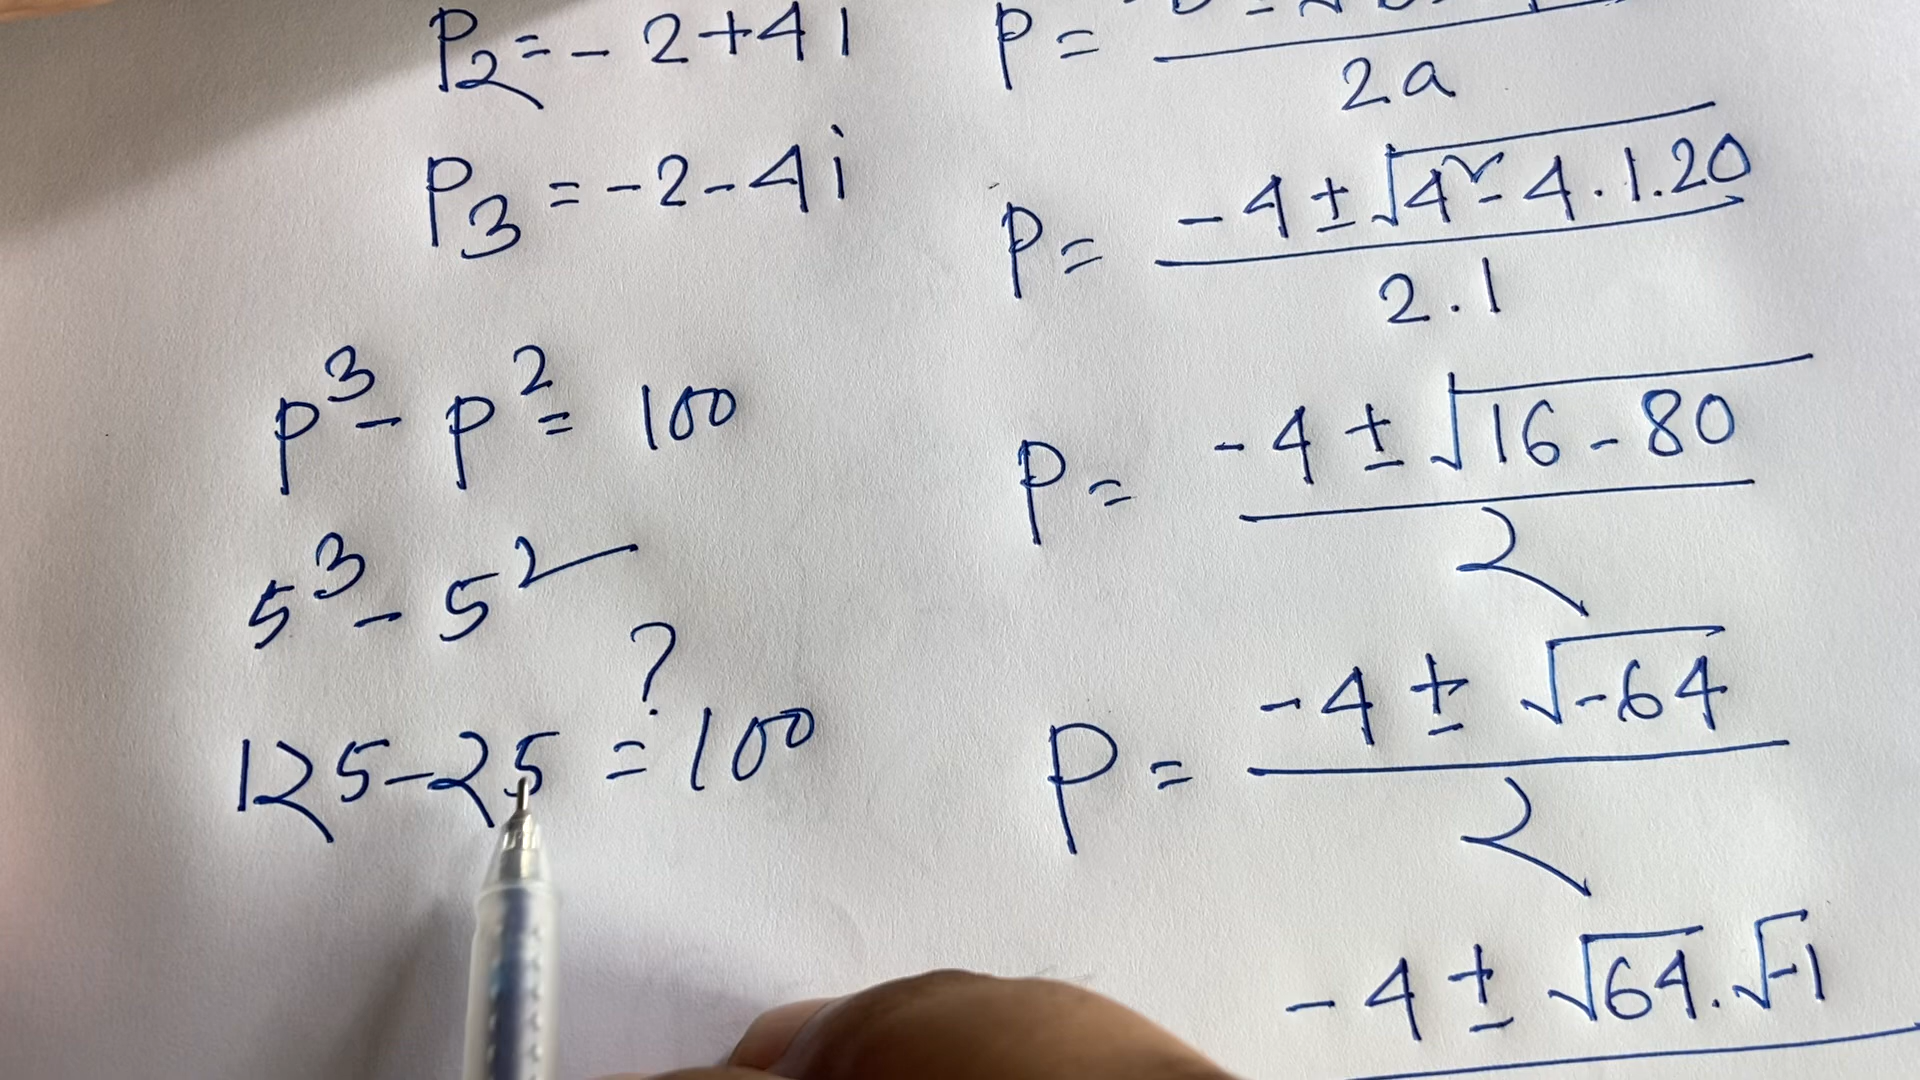 P₂ = -2+4i
P₃ = -2-4i
p³ - p² = 100
5³ - 5²
?
125-25 = 100
P =
2a
P = (-4 ± √(4² - 4.1.20)) / 2.1
P = (-4 ± √(16 - 80)) / 2
P = (-4 ± √-64) / 2
-4 ± √64 . √-1